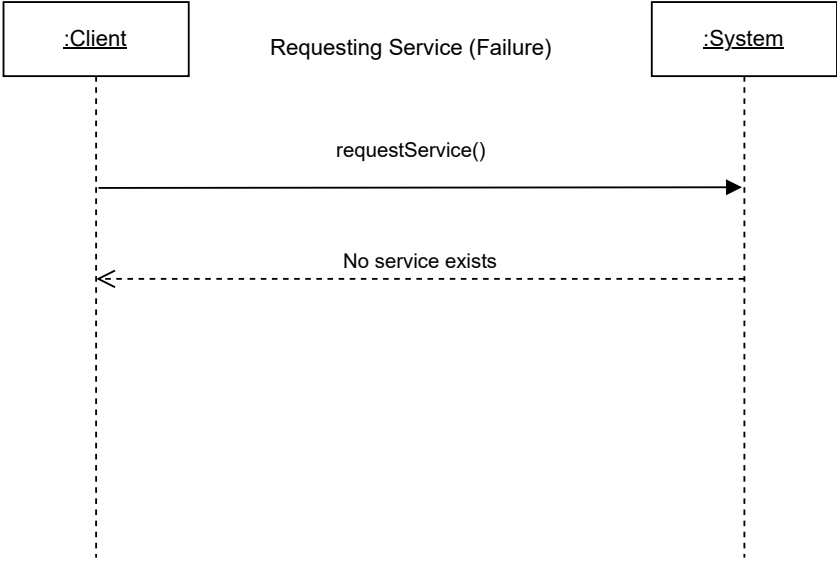 :Client
Requesting Service (Failure)
:System
requestService()
No service exists